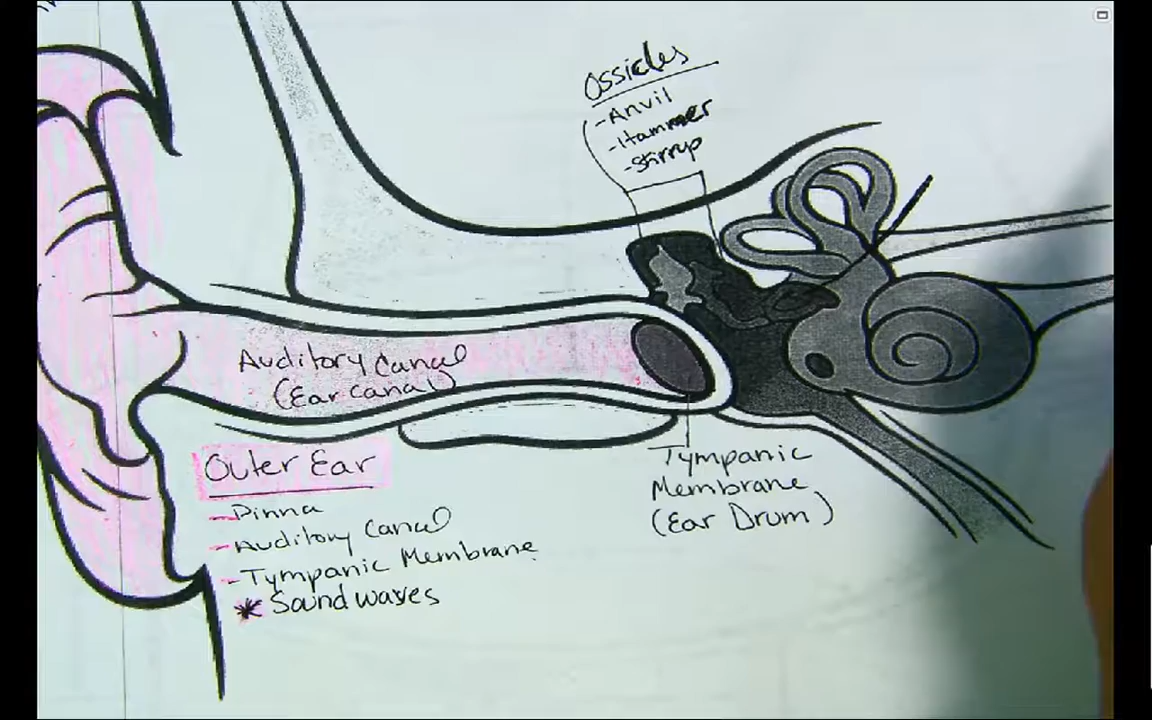 Ossicles
-Anvil
-Hammer
-Stirryp
Auditory Canal
(Ear canal)
Tympanic
Membrane
(Ear Drum)
Outer Ear
-Pinna
-Auditory Canal
-Tympanic Membrane
* Sound waves